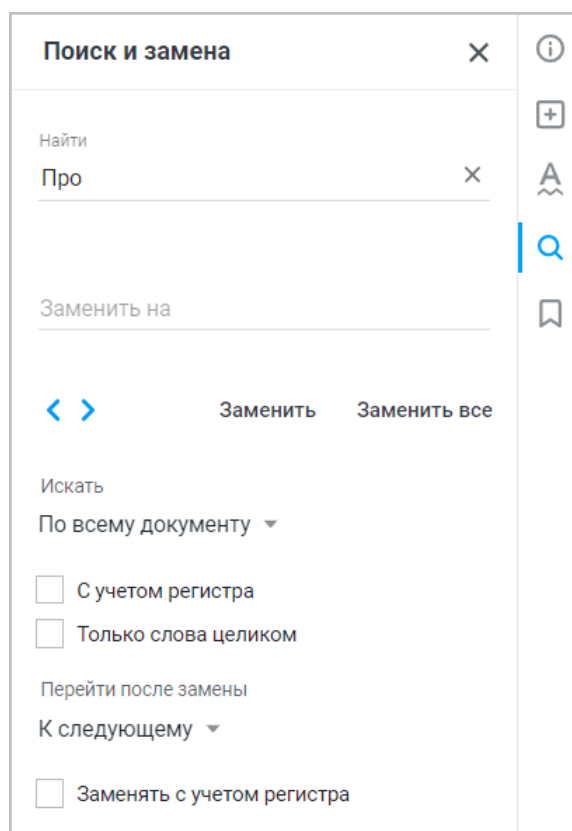 Поиск и замена
Найти
Про
Заменить на
Заменить Заменить все
Искать
По всему документу
С учетом регистра
Только слова целиком
Перейти после замены
К следующему
Заменять с учетом регистра